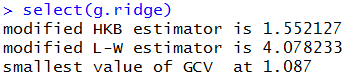 > select(g.ridge)
modified HKB estimator is 1.552127
modified L-W estimator is 4.078233
smallest value of GCV  at 1.087